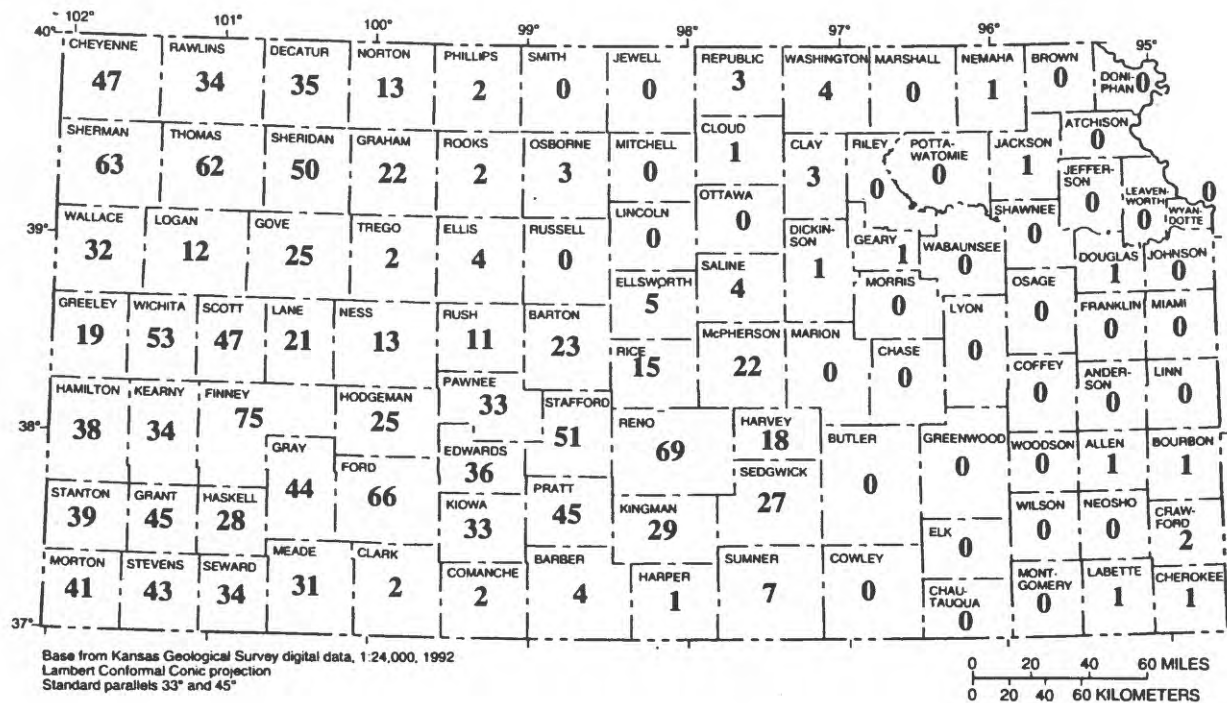 102° 101° 100° 99° 98° 97° 96° 95°
40°
CHEYENNE RAWLINS DECATUR NORTON PHILLIPS SMITH JEWELL REPUBLIC WASHINGTON MARSHALL NEMAHA BROWN DONI-
PHAN
47 34 35 13 2 0 0 3 4 0 1 0 0
SHERMAN THOMAS SHERIDAN GRAHAM ROOKS OSBORNE MITCHELL CLOUD CLAY RILEY POTTA-
WATOMIE JACKSON ATCHISON
63 62 50 22 2 3 0 1 3 0 0 1 0
JEFFER-
SON LEAVEN-
WORTH WYAN-
DOTTE
0 0 0
39°
WALLACE LOGAN GOVE TREGO ELLIS RUSSELL LINCOLN OTTAWA DICKIN-
SON GEARY WABAUNSEE SHAWNEE DOUGLAS JOHNSON
32 12 25 2 4 0 0 0 1 1 0 0 1 0
ELLSWORTH SALINE MORRIS
5 4 0
GREELEY WICHITA SCOTT LANE NESS RUSH BARTON RICE McPHERSON MARION CHASE LYON OSAGE FRANKLIN MIAMI
19 53 47 21 13 11 23 15 22 0 0 0 0 0 0
HAMILTON KEARNY FINNEY HODGEMAN PAWNEE STAFFORD COFFEY ANDER-
SON LINN
38 34 75 25 33 51 0 0 0
38°
GRAY FORD EDWARDS RENO HARVEY BUTLER GREENWOOD WOODSON ALLEN BOURBON
44 66 36 69 18 0 0 0 1 1
STANTON GRANT HASKELL KIOWA PRATT KINGMAN SEDGWICK ELK WILSON NEOSHO CRAW-
FORD
39 45 28 33 45 29 27 0 0 0 2
MORTON STEVENS SEWARD MEADE CLARK COMANCHE BARBER HARPER SUMNER COWLEY CHAU-
TAUQUA MONT-
GOMERY LABETTE CHEROKEE
41 43 34 31 2 2 4 1 7 0 0 0 1 1
37°
Base from Kansas Geological Survey digital data, 1:24,000, 1992
Lambert Conformal Conic projection
Standard parallels 33° and 45°
0 20 40 60 MILES
0 20 40 60 KILOMETERS